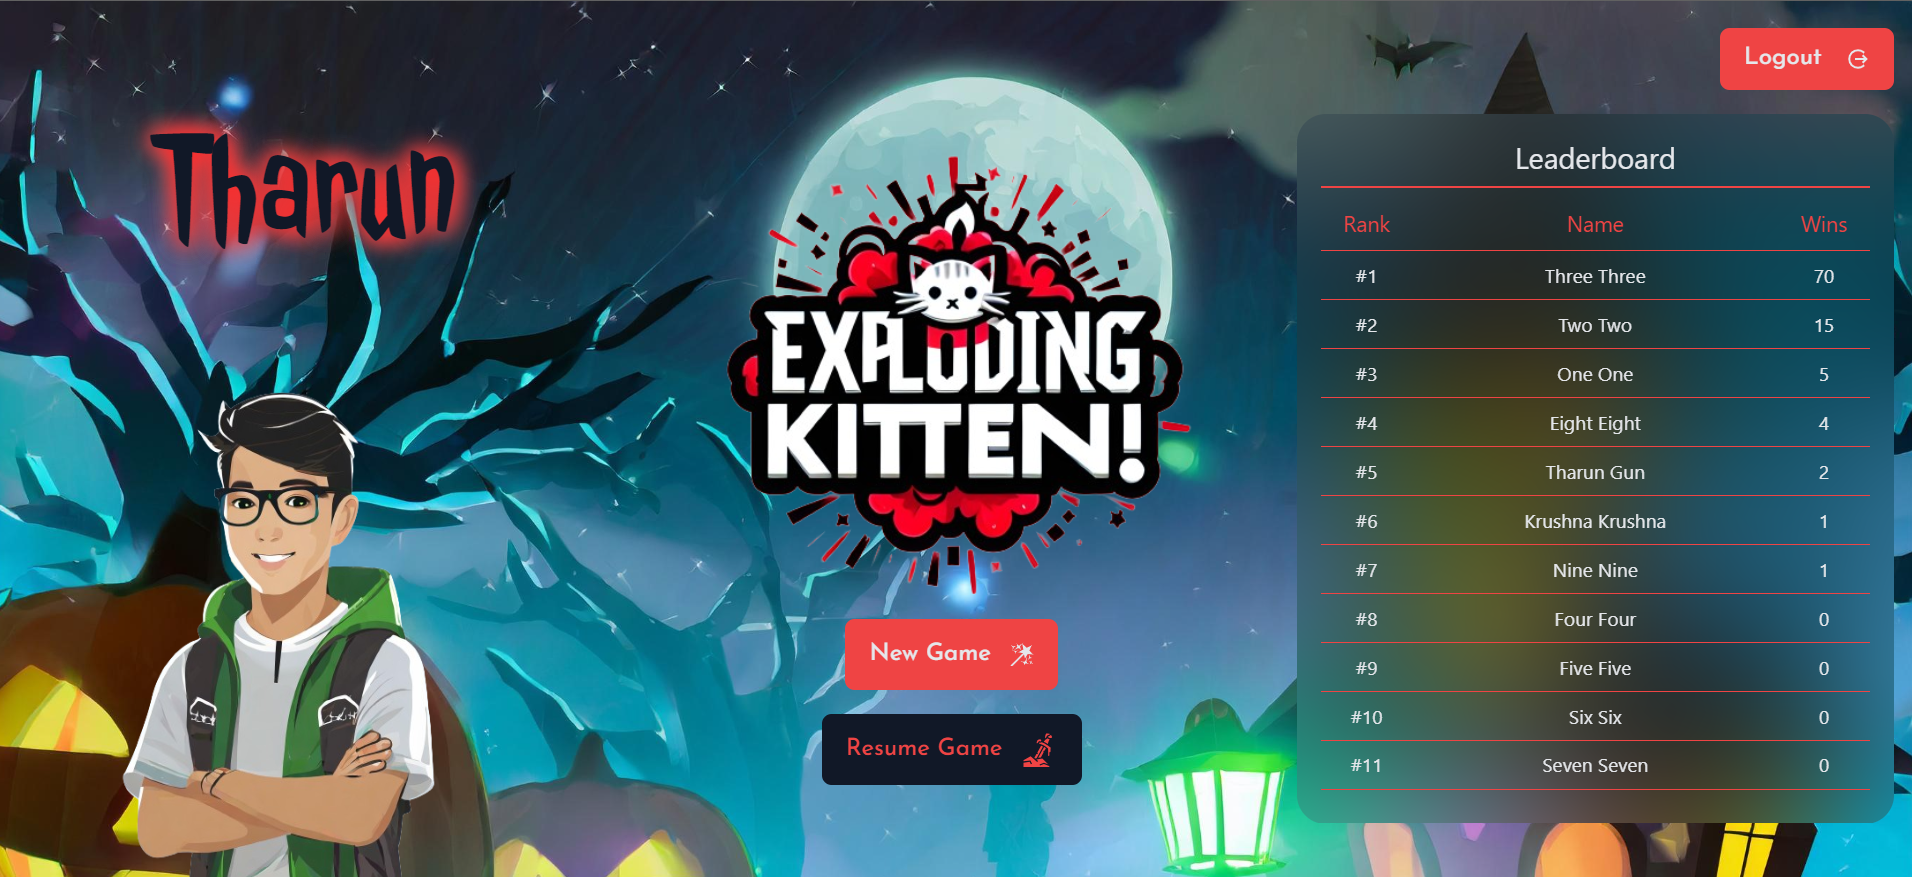 Logout
Tharun
EXPLODING
KITTEN!
New Game
Resume Game
Leaderboard
Rank Name Wins
#1 Three Three 70
#2 Two Two 15
#3 One One 5
#4 Eight Eight 4
#5 Tharun Gun 2
#6 Krushna Krushna 1
#7 Nine Nine 1
#8 Four Four 0
#9 Five Five 0
#10 Six Six 0
#11 Seven Seven 0